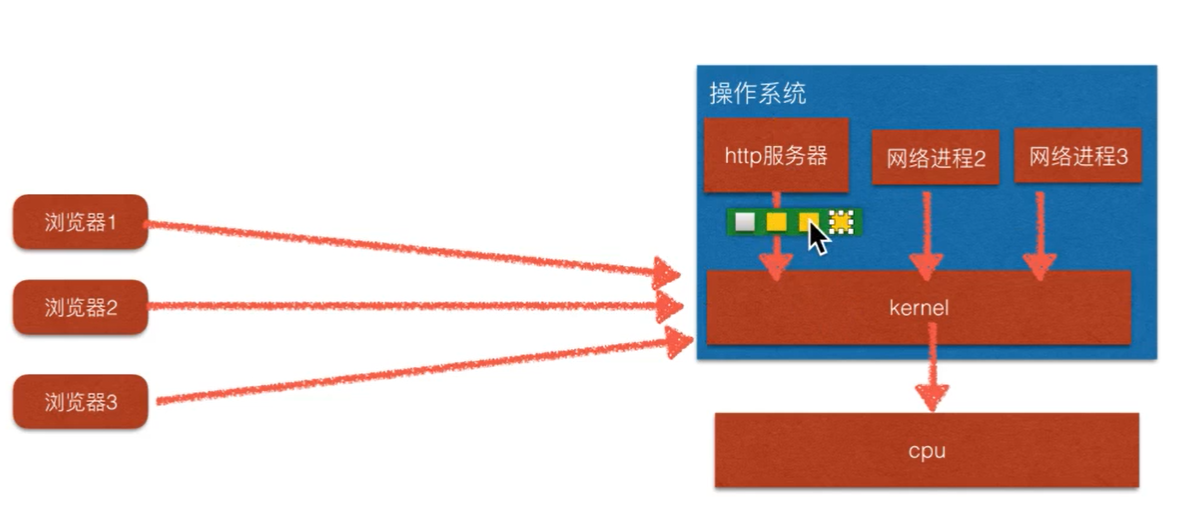 操作系统
http服务器
网络进程2
网络进程3
浏览器1
浏览器2
kernel
浏览器3
cpu